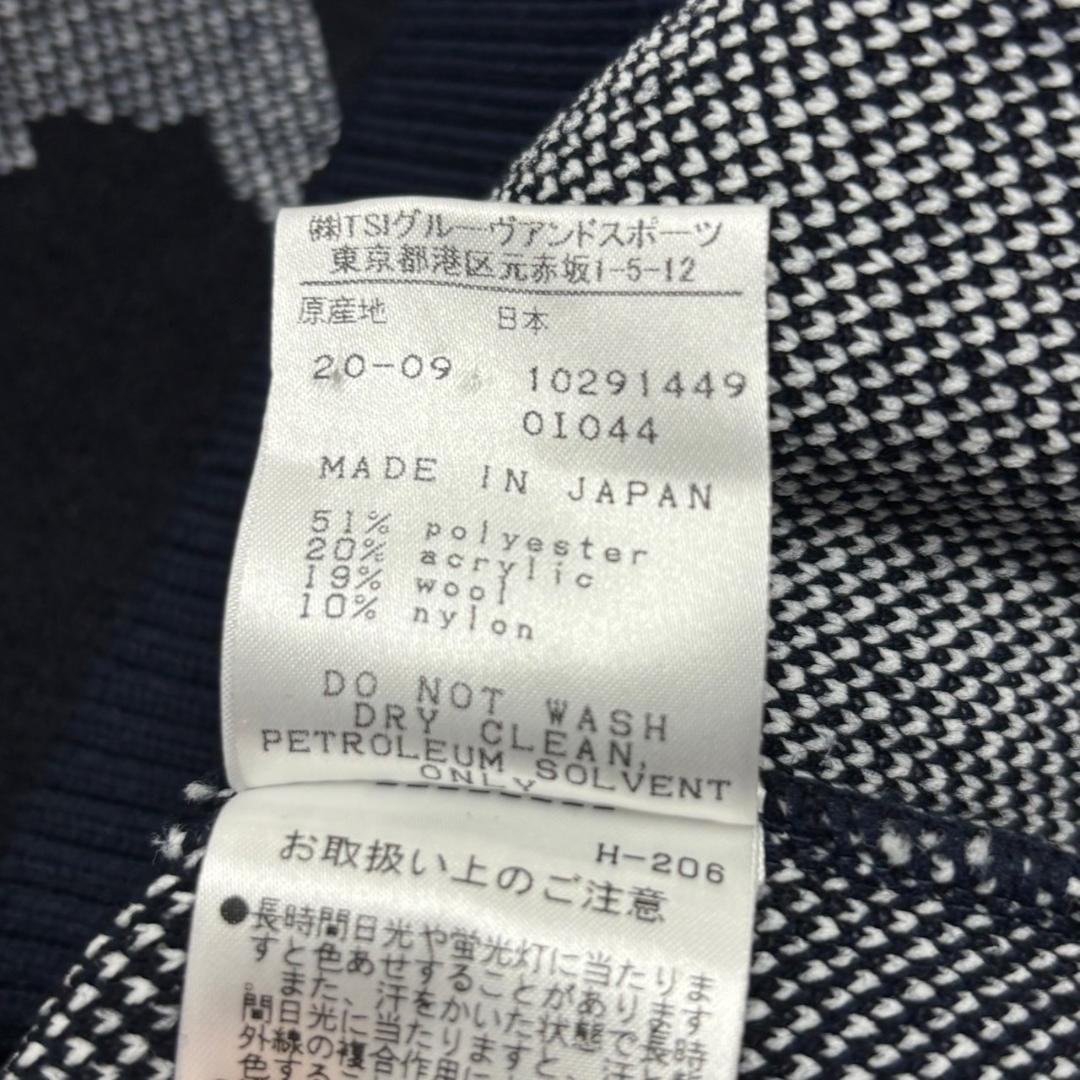 ㈱TSIグルーヴアンドスポーツ
東京都港区元赤坂1-5-12
原産地 日本
20-09 10291449
01044
MADE IN JAPAN
51% polyester
20% acrylic
19% wool
10% nylon
DO NOT WASH
DRY CLEAN,
PETROLEUM SOLVENT
ONLY
H-206
お取扱い上のご注意
●長時間日光や蛍光灯に当たりま
すと色あせすることがあります
。また、汗をかいた状態で長時
間日光に当たりますと、汗
外線の複合作用に
色する